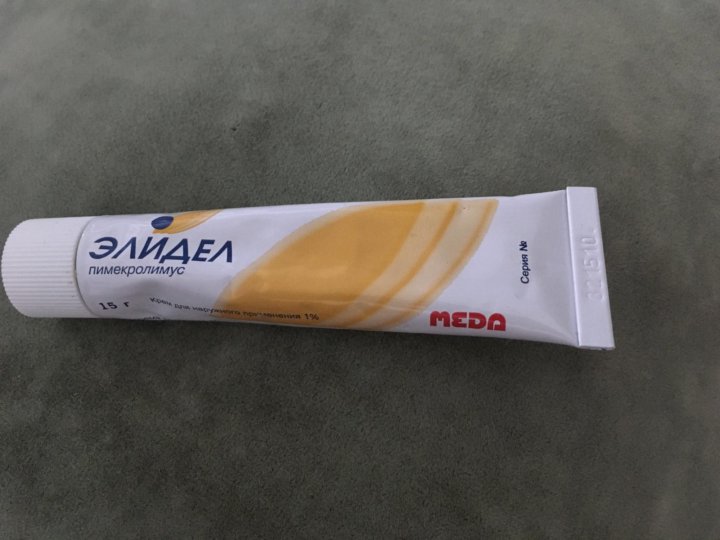 ЭЛИДЕЛ
пимекролимус
15 г
Крем для наружного применения 1%
MEDA
Серия №